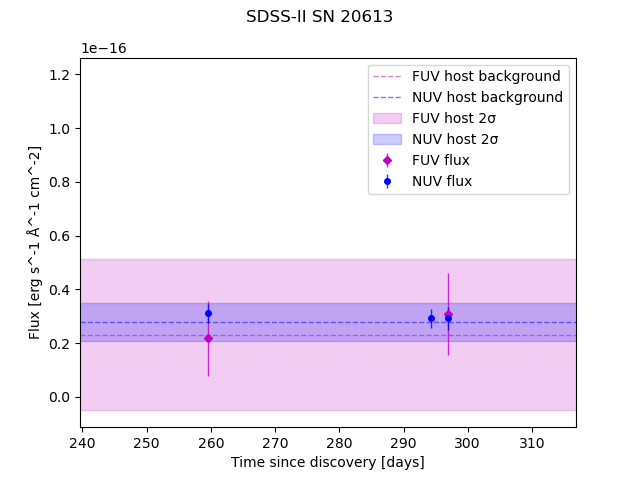 SDSS-II SN 20613
1e−16
1.2
1.0
0.8
0.6
0.4
0.2
0.0
Flux [erg s^-1 Å^-1 cm^-2]
FUV host background
NUV host background
FUV host 2σ
NUV host 2σ
FUV flux
NUV flux
240 250 260 270 280 290 300 310
Time since discovery [days]